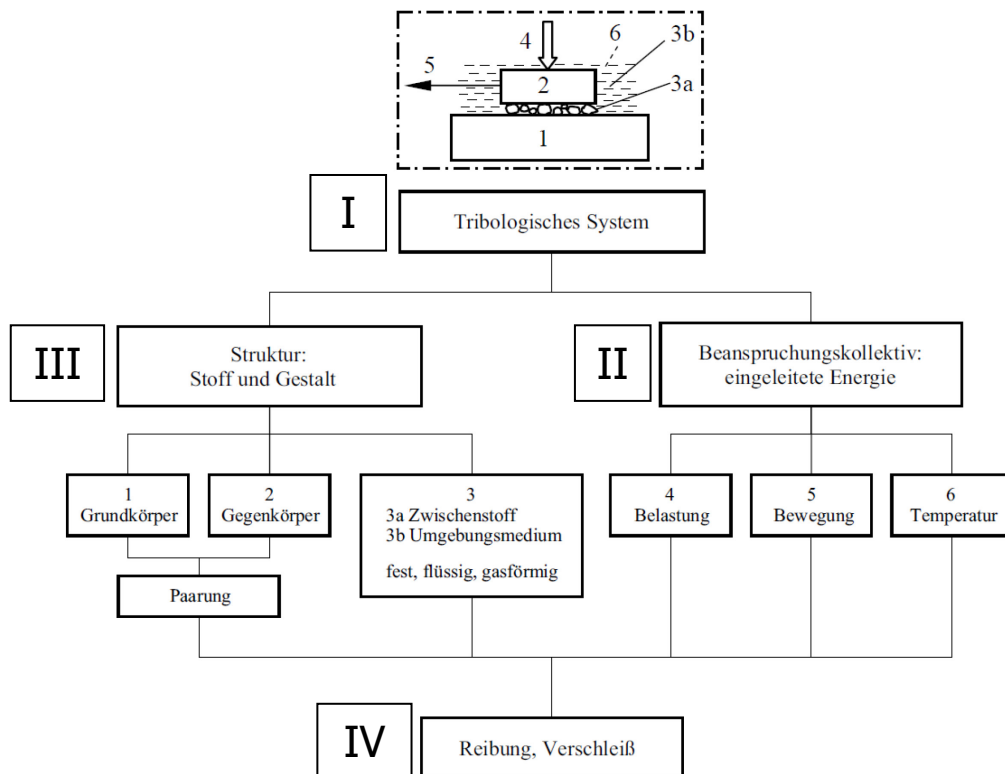 4
6
3b
5
2
3a
1
I
Tribologisches System
III
Struktur:
Stoff und Gestalt
II
Beanspruchungskollektiv:
eingeleitete Energie
1
Grundkörper
2
Gegenkörper
3
3a Zwischenstoff
3b Umgebungsmedium
fest, flüssig, gasförmig
4
Belastung
5
Bewegung
6
Temperatur
Paarung
IV
Reibung, Verschleiß